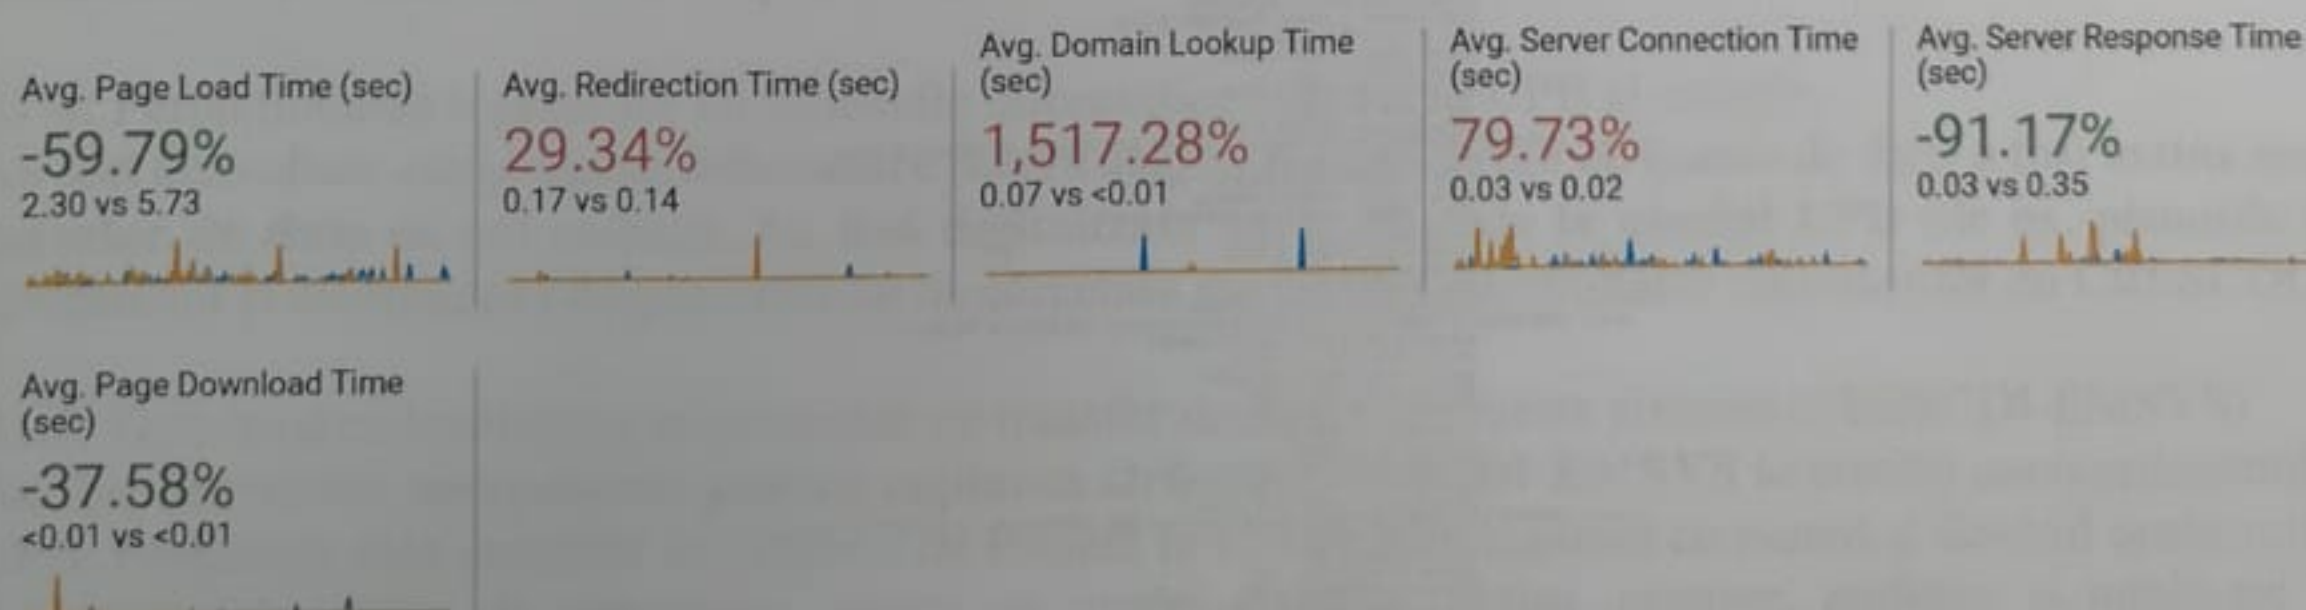 Avg. Page Load Time (sec)
-59.79%
2.30 vs 5.73
Avg. Redirection Time (sec)
29.34%
0.17 vs 0.14
Avg. Domain Lookup Time
(sec)
1,517.28%
0.07 vs <0.01
Avg. Server Connection Time
(sec)
79.73%
0.03 vs 0.02
Avg. Server Response Time
(sec)
-91.17%
0.03 vs 0.35
Avg. Page Download Time
(sec)
-37.58%
<0.01 vs <0.01